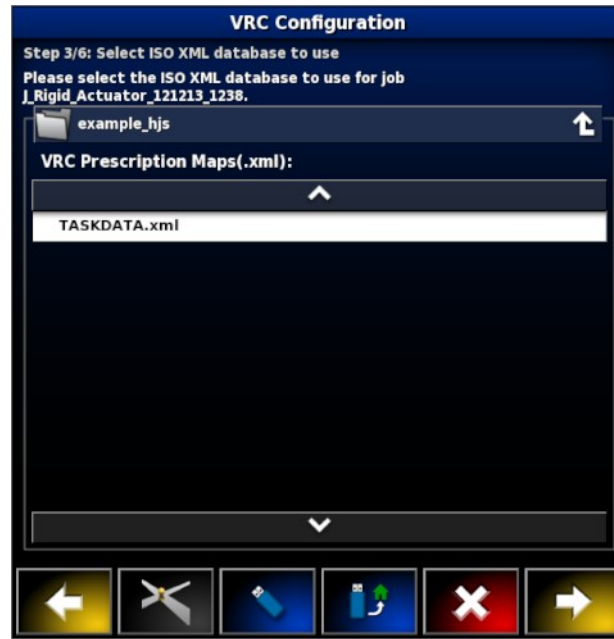 VRC Configuration
Step 3/6: Select ISO XML database to use
Please select the ISO XML database to use for job
J_Rigid_Actuator_121213_1238.
example_hjs
VRC Prescription Maps(.xml):
TASKDATA.xml